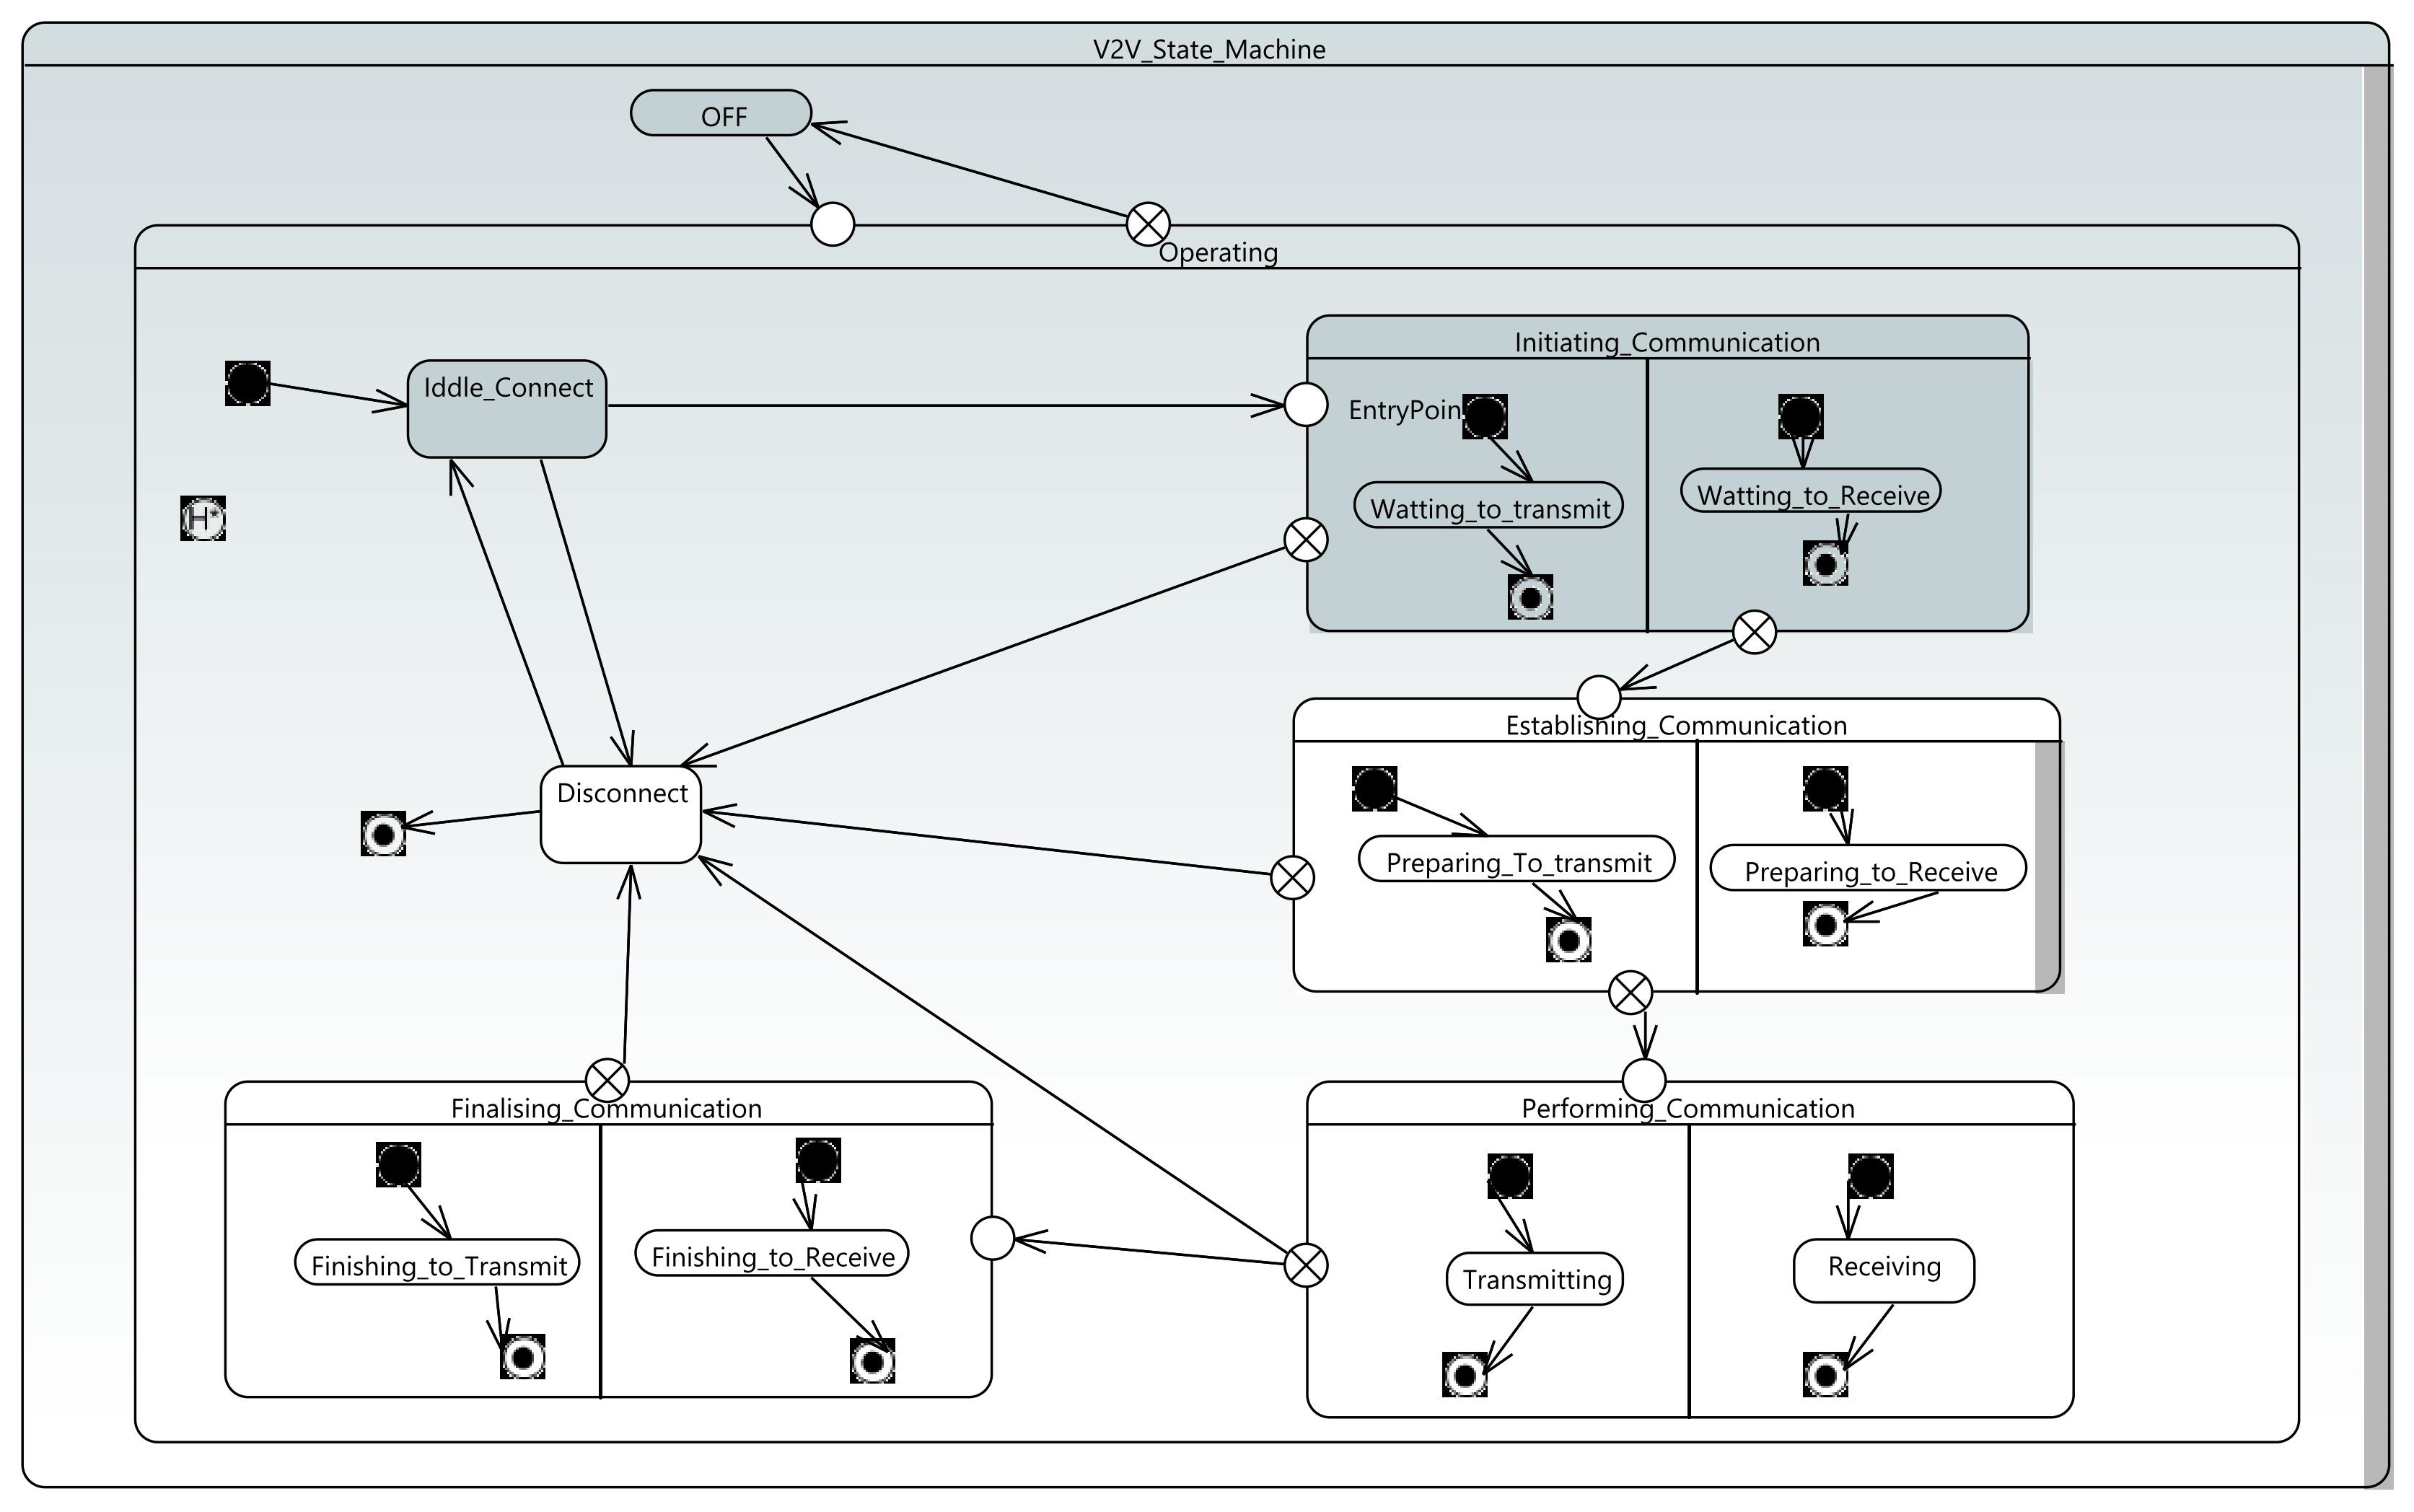 V2V_State_Machine
OFF
Operating
Initiating_Communication
Iddle_Connect
EntryPoin
Watting_to_transmit
Watting_to_Receive
H*
Establishing_Communication
Disconnect
Preparing_To_transmit
Preparing_to_Receive
Finalising_Communication
Performing_Communication
Finishing_to_Transmit
Finishing_to_Receive
Transmitting
Receiving